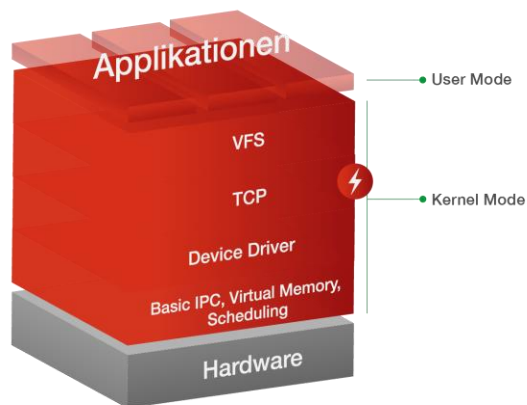 Applikationen
User Mode
VFS
TCP
Kernel Mode
Device Driver
Basic IPC, Virtual Memory,
Scheduling
Hardware